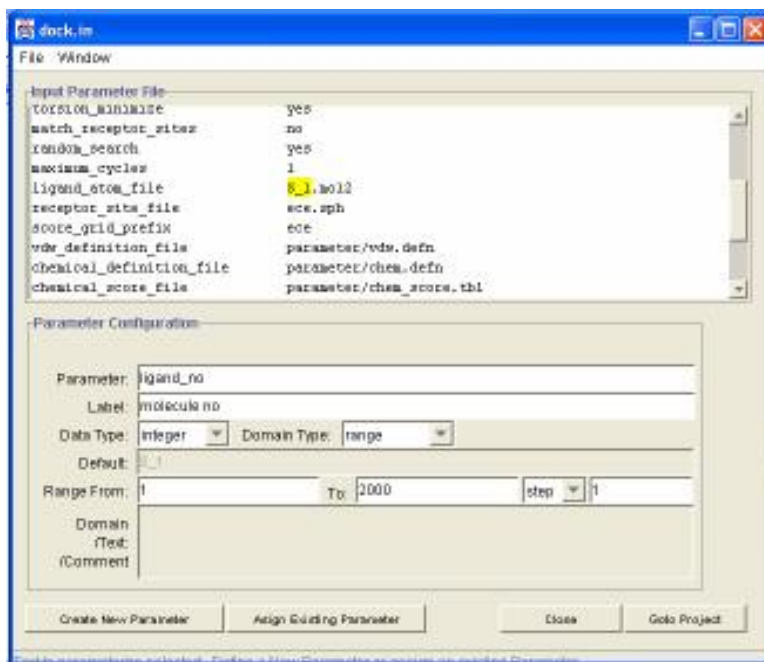 dock.in
File Window
Input Parameter File
torsion_minimize yes
match_receptor_sites no
random_search yes
maximum_cycles 1
ligand_atom_file S_1.mol2
receptor_site_file ece.sph
score_grid_prefix ece
vdw_definition_file parameter/vdw.defn
chemical_definition_file parameter/chem.defn
chemical_score_file parameter/chem_score.tbl
Parameter Configuration
Parameter: ligand_no
Label: molecule no
Data Type: integer Domain Type: range
Default: S_1
Range From: 1 To: 2000 step 1
Domain
/Text
/Comment
Create New Parameter Asign Existing Parameter Close Goto Project